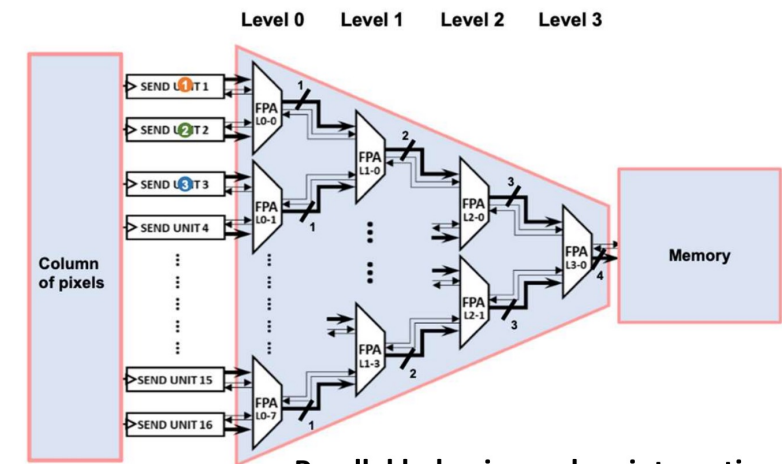 Level 0 Level 1 Level 2 Level 3
SEND UNIT 1
1
SEND UNIT 2
2
SEND UNIT 3
3
SEND UNIT 4
SEND UNIT 15
SEND UNIT 16
Column
of pixels
FPA
L0-0
1
FPA
L0-1
1
FPA
L0-7
1
FPA
L1-0
2
FPA
L1-3
2
FPA
L2-0
3
FPA
L2-1
3
FPA
L3-0
4
Memory